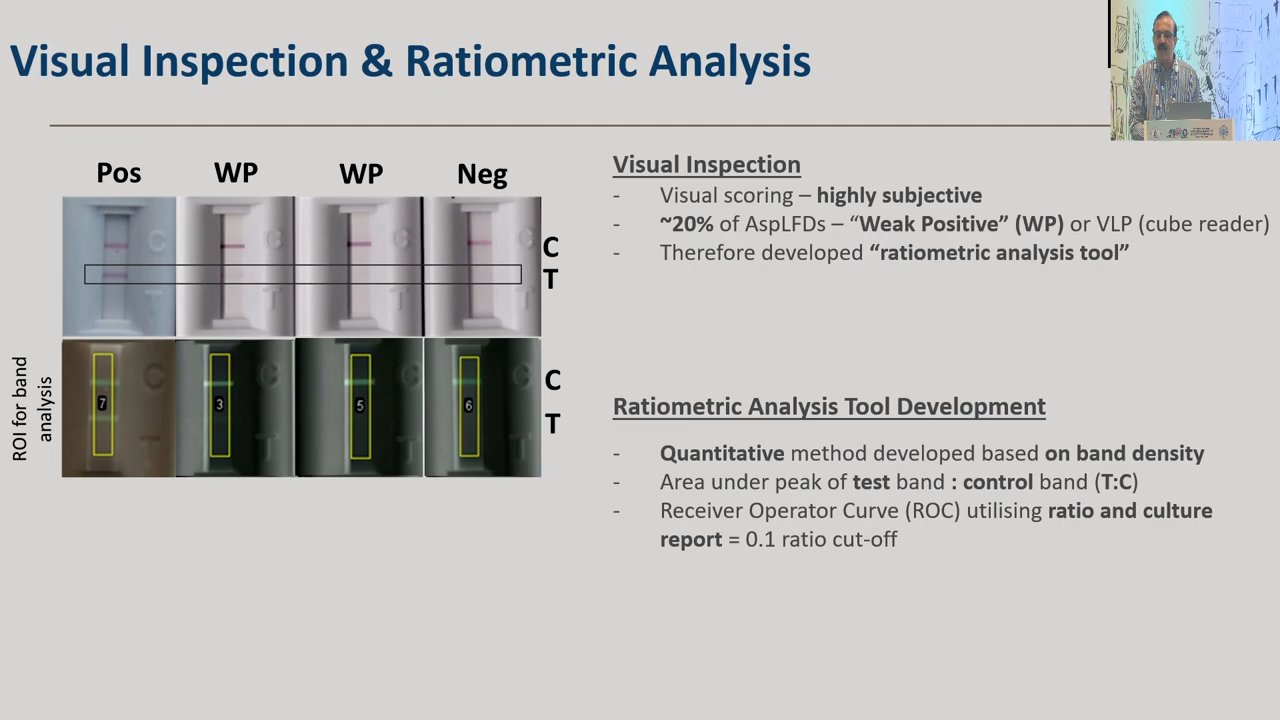 Visual Inspection & Ratiometric Analysis
Pos WP WP Neg
C
T
C
T
ROI for band
analysis
7 3 5 6
C
T
Visual Inspection
- Visual scoring – highly subjective
- ~20% of AspLFDs – “Weak Positive” (WP) or VLP (cube reader)
- Therefore developed “ratiometric analysis tool”
Ratiometric Analysis Tool Development
- Quantitative method developed based on band density
- Area under peak of test band : control band (T:C)
- Receiver Operator Curve (ROC) utilising ratio and culture
report = 0.1 ratio cut-off